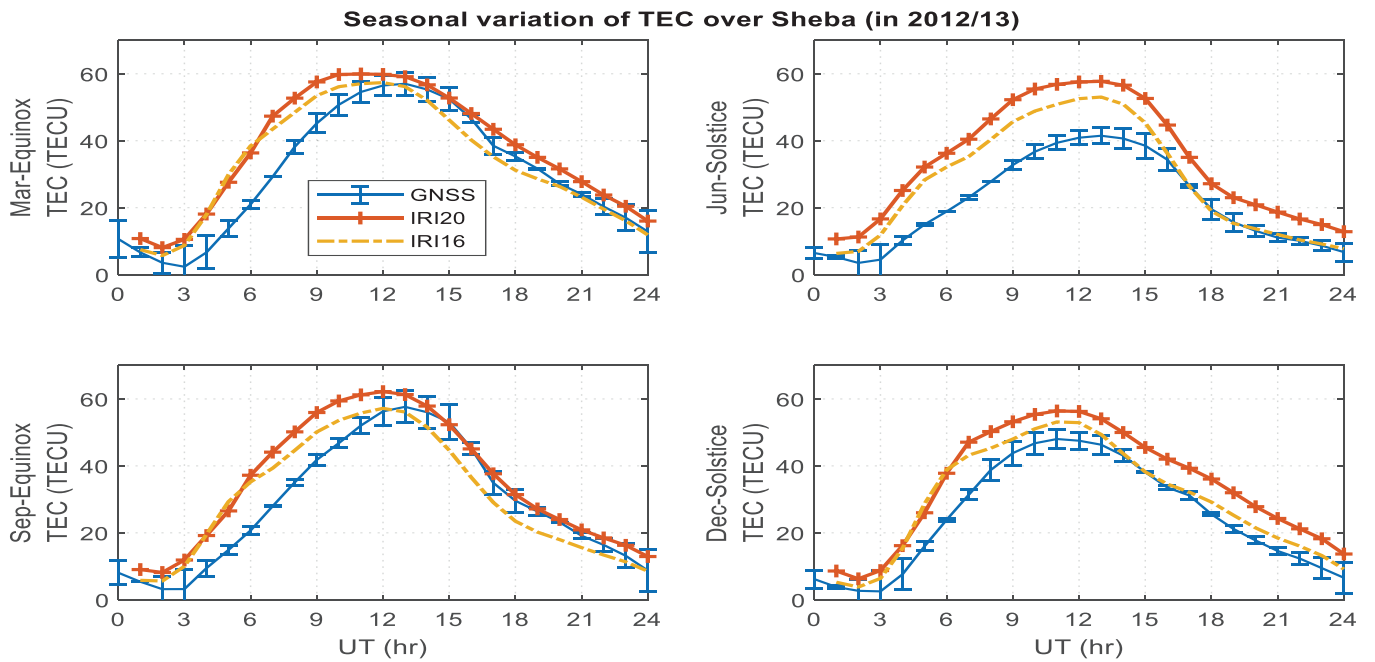 Seasonal variation of TEC over Sheba (in 2012/13)
Mar-Equinox
TEC (TECU)
60
40
20
0
0 3 6 9 12 15 18 21 24
GNSS
IRI20
IRI16
Jun-Solstice
TEC (TECU)
60
40
20
0
0 3 6 9 12 15 18 21 24
Sep-Equinox
TEC (TECU)
60
40
20
0
0 3 6 9 12 15 18 21 24
UT (hr)
Dec-Solstice
TEC (TECU)
60
40
20
0
0 3 6 9 12 15 18 21 24
UT (hr)